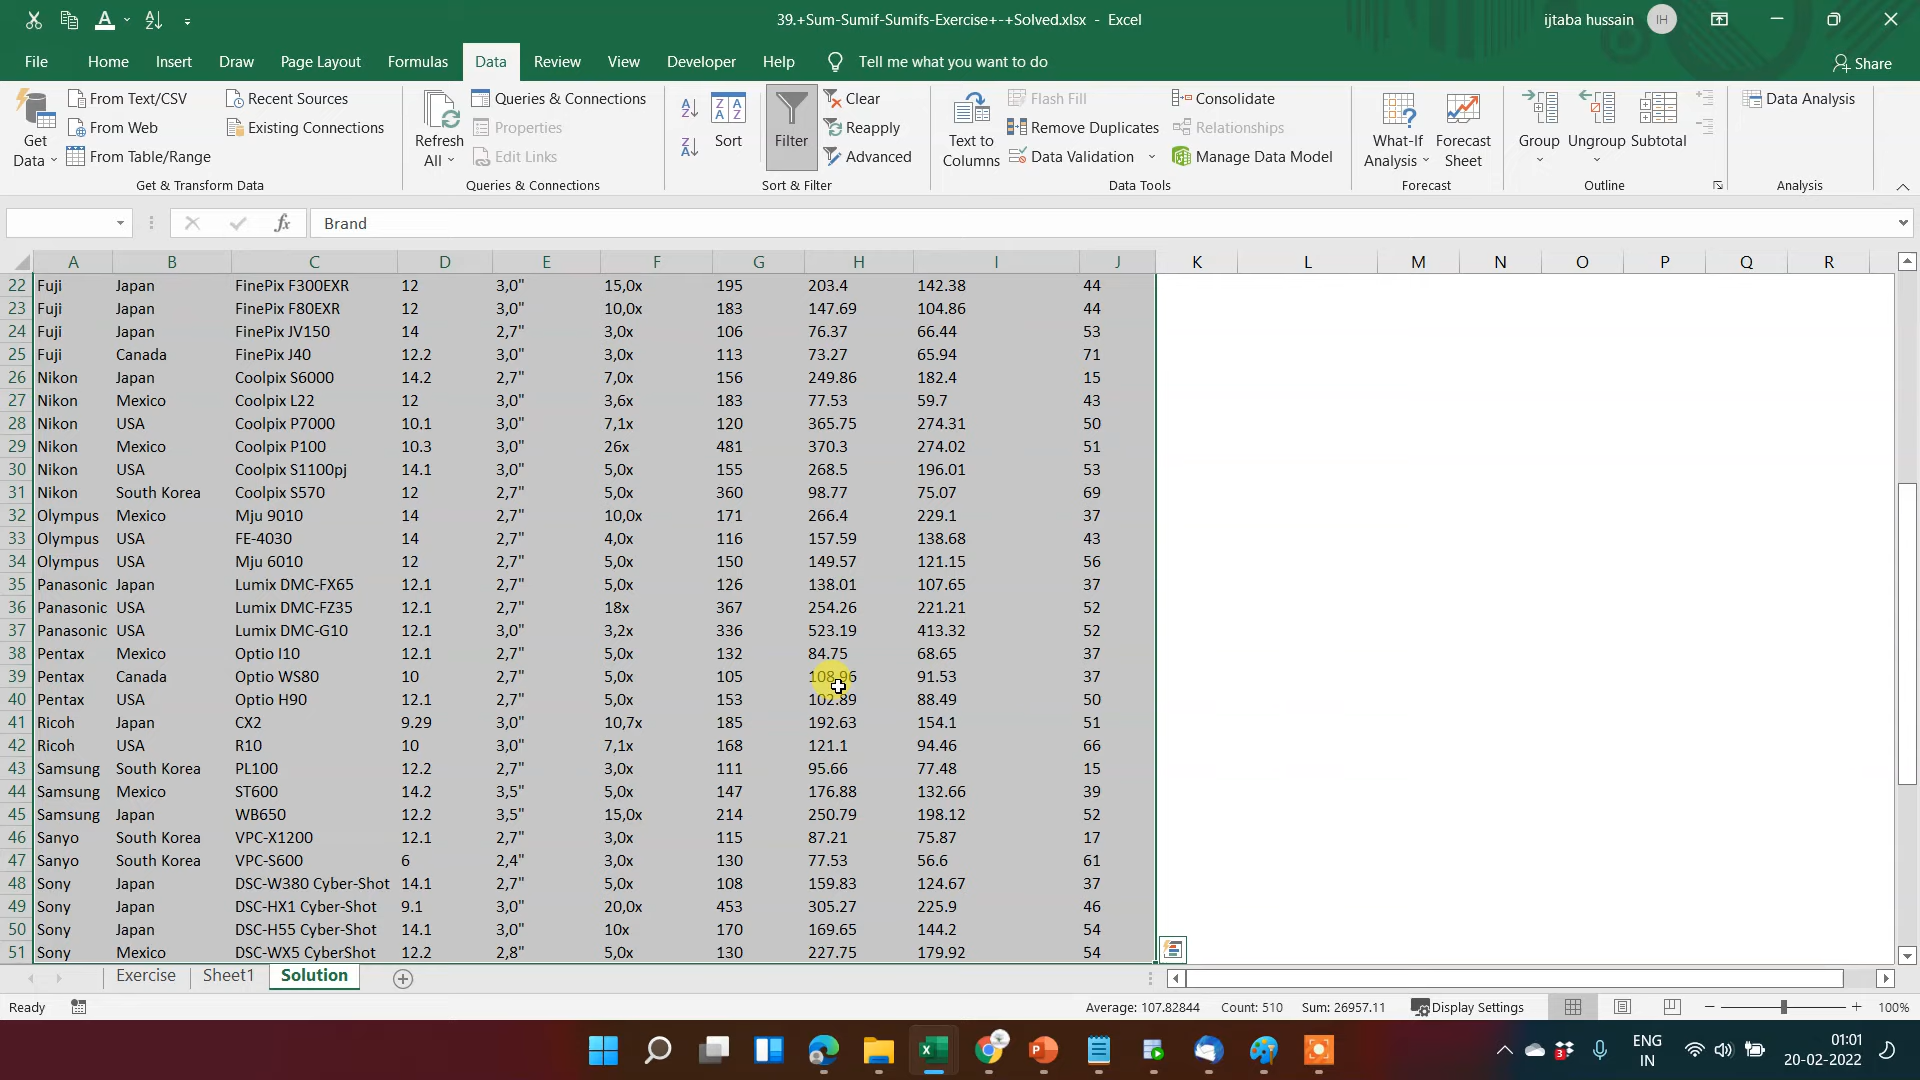 39.+Sum-Sumif-Sumifs-Exercise+-+Solved.xlsx - Excel
ijtaba hussain
IH
File Home Insert Draw Page Layout Formulas Data Review View Developer Help Tell me what you want to do
Share
Get Data
From Text/CSV
From Web
From Table/Range
Recent Sources
Existing Connections
Get & Transform Data
Refresh All
Queries & Connections
Properties
Edit Links
Queries & Connections
Sort
Filter
Clear
Reapply
Advanced
Sort & Filter
Text to Columns
Flash Fill
Remove Duplicates
Data Validation
Consolidate
Relationships
Manage Data Model
Data Tools
What-If Analysis
Forecast Sheet
Forecast
Group
Ungroup
Subtotal
Outline
Data Analysis
Analysis
fx Brand
A B C D E F G H I J K L M N O P Q R
22 Fuji Japan FinePix F300EXR 12 3,0" 15,0x 195 203.4 142.38 44
23 Fuji Japan FinePix F80EXR 12 3,0" 10,0x 183 147.69 104.86 44
24 Fuji Japan FinePix JV150 14 2,7" 3,0x 106 76.37 66.44 53
25 Fuji Canada FinePix J40 12.2 3,0" 3,0x 113 73.27 65.94 71
26 Nikon Japan Coolpix S6000 14.2 2,7" 7,0x 156 249.86 182.4 15
27 Nikon Mexico Coolpix L22 12 3,0" 3,6x 183 77.53 59.7 43
28 Nikon USA Coolpix P7000 10.1 3,0" 7,1x 120 365.75 274.31 50
29 Nikon Mexico Coolpix P100 10.3 3,0" 26x 481 370.3 274.02 51
30 Nikon USA Coolpix S1100pj 14.1 3,0" 5,0x 155 268.5 196.01 53
31 Nikon South Korea Coolpix S570 12 2,7" 5,0x 360 98.77 75.07 69
32 Olympus Mexico Mju 9010 14 2,7" 10,0x 171 266.4 229.1 37
33 Olympus USA FE-4030 14 2,7" 4,0x 116 157.59 138.68 43
34 Olympus USA Mju 6010 12 2,7" 5,0x 150 149.57 121.15 56
35 Panasonic Japan Lumix DMC-FX65 12.1 2,7" 5,0x 126 138.01 107.65 37
36 Panasonic USA Lumix DMC-FZ35 12.1 2,7" 18x 367 254.26 221.21 52
37 Panasonic USA Lumix DMC-G10 12.1 3,0" 3,2x 336 523.19 413.32 52
38 Pentax Mexico Optio I10 12.1 2,7" 5,0x 132 84.75 68.65 37
39 Pentax Canada Optio WS80 10 2,7" 5,0x 105 108.96 91.53 37
40 Pentax USA Optio H90 12.1 2,7" 5,0x 153 102.89 88.49 50
41 Ricoh Japan CX2 9.29 3,0" 10,7x 185 192.63 154.1 51
42 Ricoh USA R10 10 3,0" 7,1x 168 121.1 94.46 66
43 Samsung South Korea PL100 12.2 2,7" 3,0x 111 95.66 77.48 15
44 Samsung Mexico ST600 14.2 3,5" 5,0x 147 176.88 132.66 39
45 Samsung Japan WB650 12.2 3,5" 15,0x 214 250.79 198.12 52
46 Sanyo South Korea VPC-X1200 12.1 2,7" 3,0x 115 87.21 75.87 17
47 Sanyo South Korea VPC-S600 6 2,4" 3,0x 130 77.53 56.6 61
48 Sony Japan DSC-W380 Cyber-Shot 14.1 2,7" 5,0x 108 159.83 124.67 37
49 Sony Japan DSC-HX1 Cyber-Shot 9.1 3,0" 20,0x 453 305.27 225.9 46
50 Sony Japan DSC-H55 Cyber-Shot 14.1 3,0" 10x 170 169.65 144.2 54
51 Sony Mexico DSC-WX5 CyberShot 12.2 2,8" 5,0x 130 227.75 179.92 54
Exercise Sheet1 Solution
Ready
Average: 107.82844 Count: 510 Sum: 26957.11 Display Settings 100%
ENG IN
01:01
20-02-2022